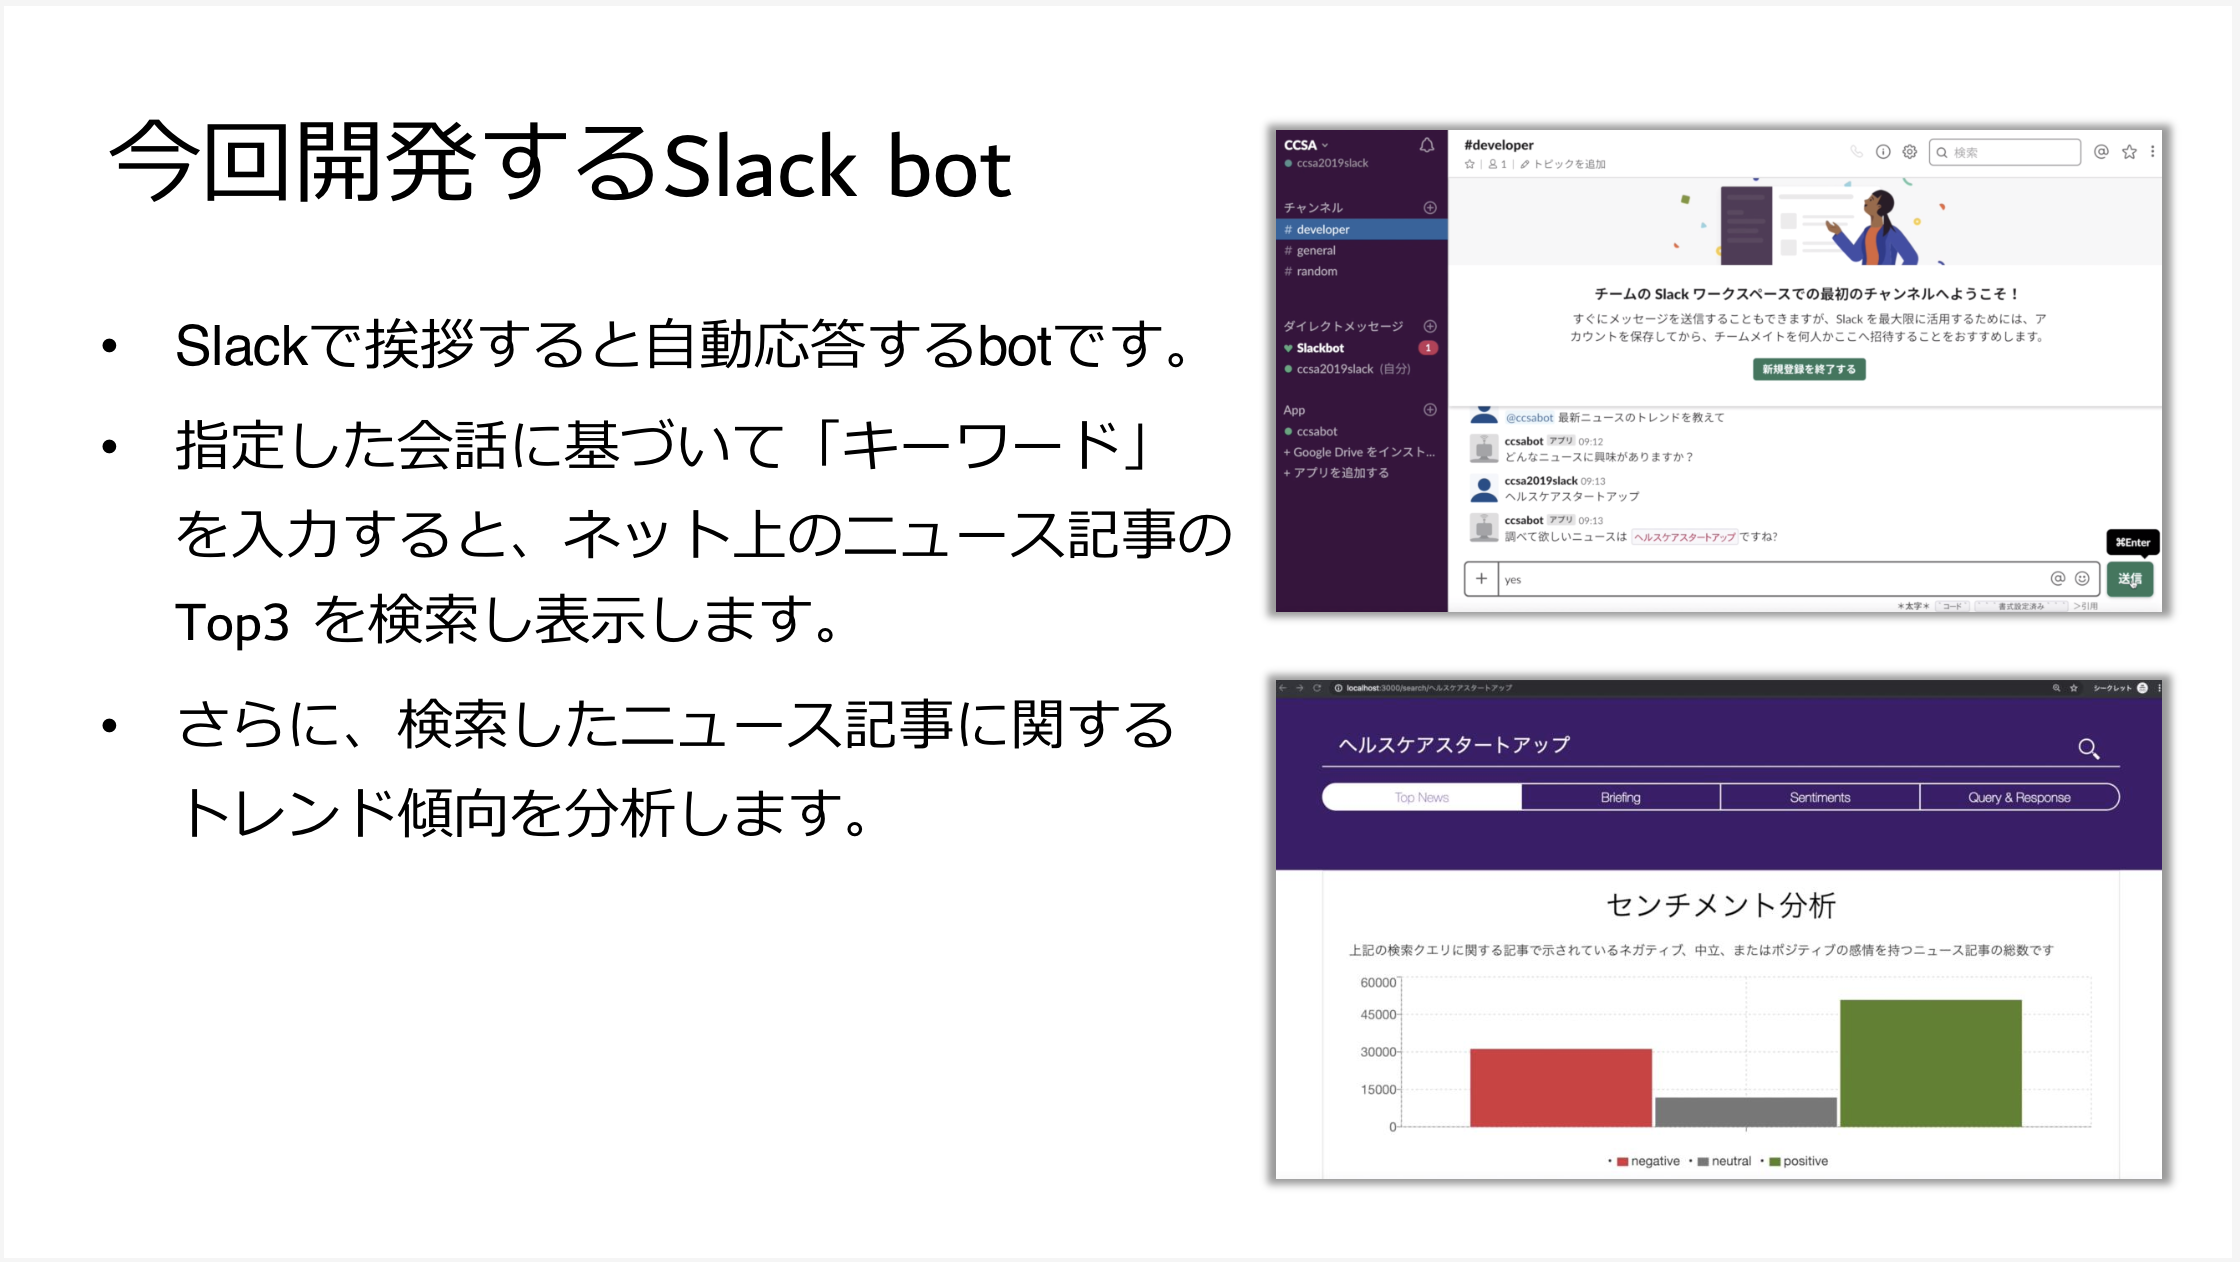 今回開発するSlack bot
• Slackで挨拶すると自動応答するbotです。
• 指定した会話に基づいて「キーワード」
を入力すると、ネット上のニュース記事の
Top3 を検索し表示します。
• さらに、検索したニュース記事に関する
トレンド傾向を分析します。
CCSA
ccsa2019slack
チャンネル
# developer
# general
# random
ダイレクトメッセージ
Slackbot 1
ccsa2019slack (自分)
App
ccsabot
+ Google Drive をインスト...
+ アプリを追加する
#developer
1 | トピックを追加
検索
チームの Slack ワークスペースでの最初のチャンネルへようこそ！
すぐにメッセージを送信することもできますが、Slack を最大限に活用するためには、ア
カウントを保存してから、チームメイトを何人かここへ招待することをおすすめします。
新規登録を終了する
@ccsabot 最新ニュースのトレンドを教えて
ccsabot アプリ 09:12
どんなニュースに興味がありますか？
ccsa2019slack 09:13
ヘルスケアスタートアップ
ccsabot アプリ 09:13
調べて欲しいニュースは ヘルスケアスタートアップ ですね?
⌘Enter
+ yes
送信
*太字* `コード` ```書式設定済み``` >引用
localhost:3000/search/ヘルスケアスタートアップ
シークレット
ヘルスケアスタートアップ
Top News Briefing Sentiments Query & Response
センチメント分析
上記の検索クエリに関する記事で示されているネガティブ、中立、またはポジティブの感情を持つニュース記事の総数です
60000
45000
30000
15000
0
• negative • neutral • positive